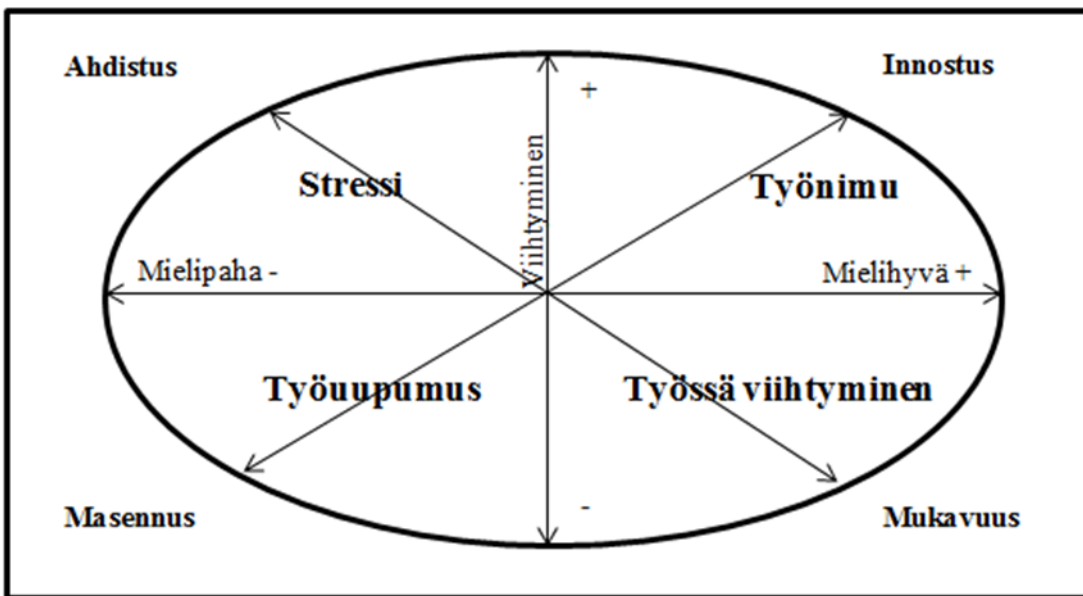 Ahdistus
Innostus
+
Viihtyminen
Stressi
Työnimu
Mielipaha -
Mielihyvä +
Työuupumus
Työssä viihtyminen
-
Masennus
Mukavuus